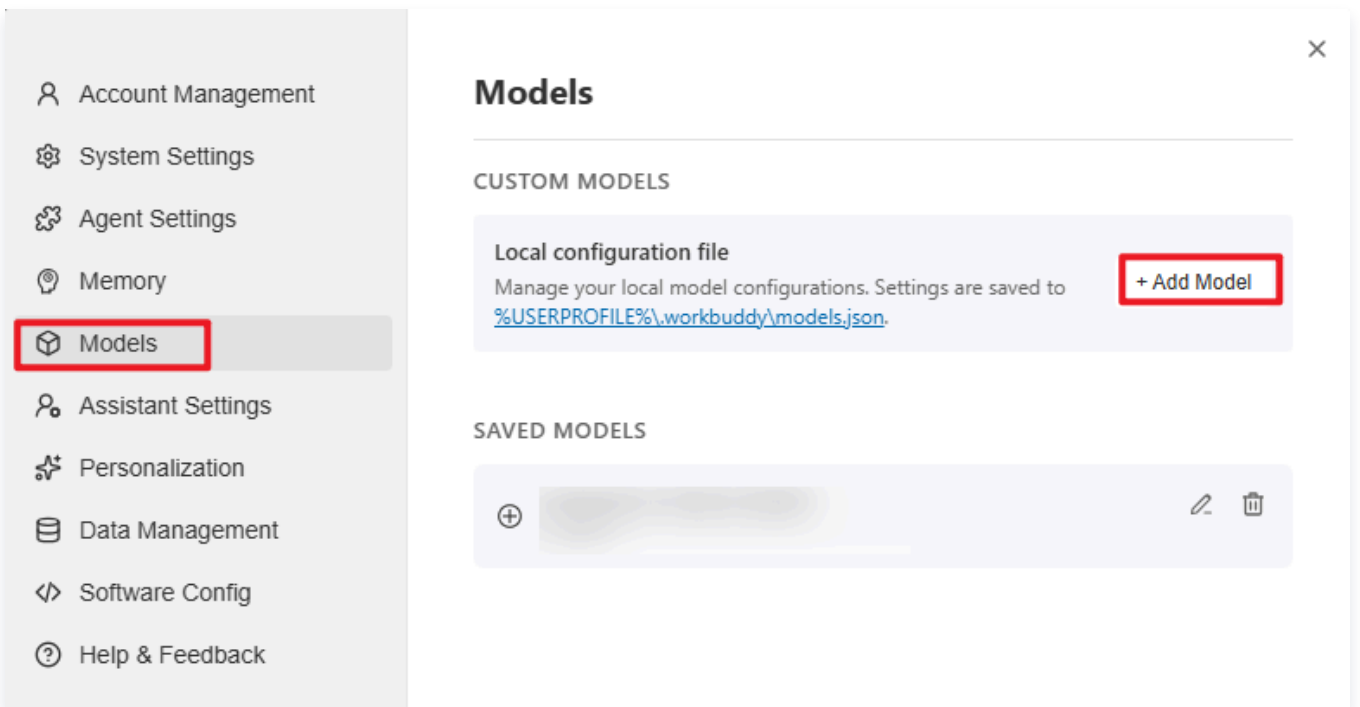 Account Management
System Settings
Agent Settings
Memory
Models
Assistant Settings
Personalization
Data Management
Software Config
Help & Feedback
Models
CUSTOM MODELS
Local configuration file
Manage your local model configurations. Settings are saved to
%USERPROFILE%\.workbuddy\models.json.
+ Add Model
SAVED MODELS